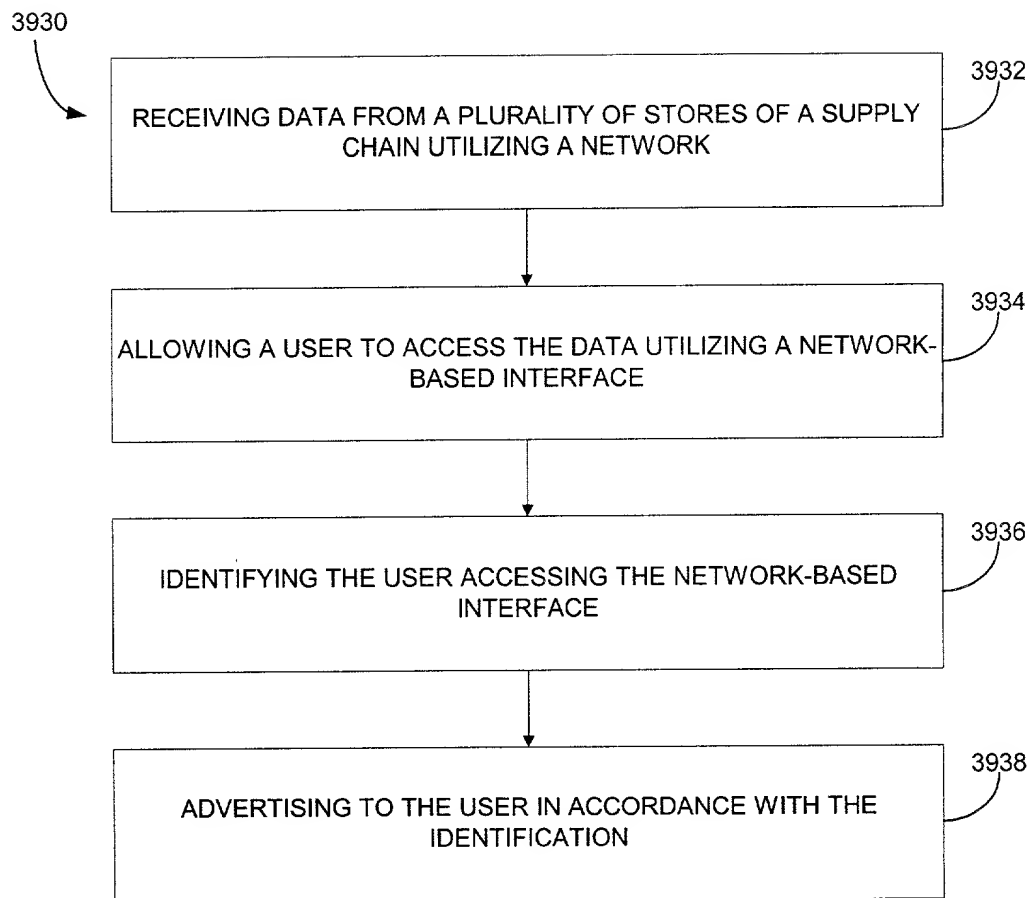 3930
3932
RECEIVING DATA FROM A PLURALITY OF STORES OF A SUPPLY
CHAIN UTILIZING A NETWORK
3934
ALLOWING A USER TO ACCESS THE DATA UTILIZING A NETWORK-
BASED INTERFACE
3936
IDENTIFYING THE USER ACCESSING THE NETWORK-BASED
INTERFACE
3938
ADVERTISING TO THE USER IN ACCORDANCE WITH THE
IDENTIFICATION